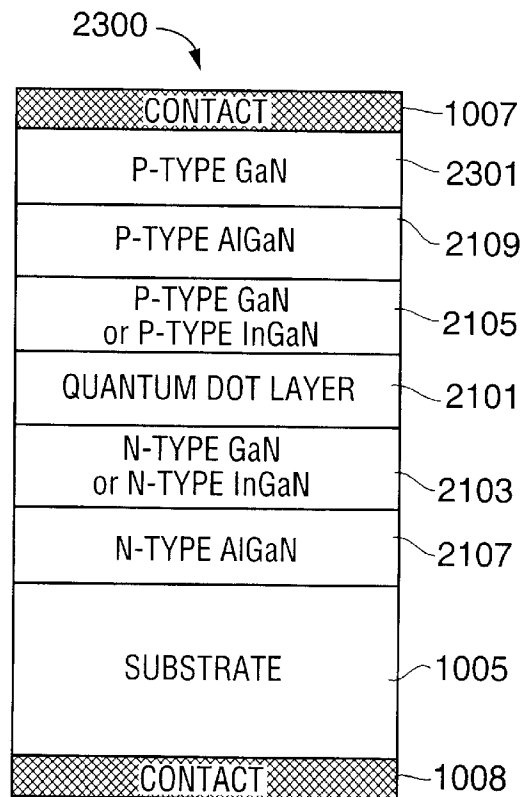 2300
CONTACT 1007
P-TYPE GaN 2301
P-TYPE AlGaN 2109
P-TYPE GaN
or P-TYPE InGaN 2105
QUANTUM DOT LAYER 2101
N-TYPE GaN
or N-TYPE InGaN 2103
N-TYPE AlGaN 2107
SUBSTRATE 1005
CONTACT 1008